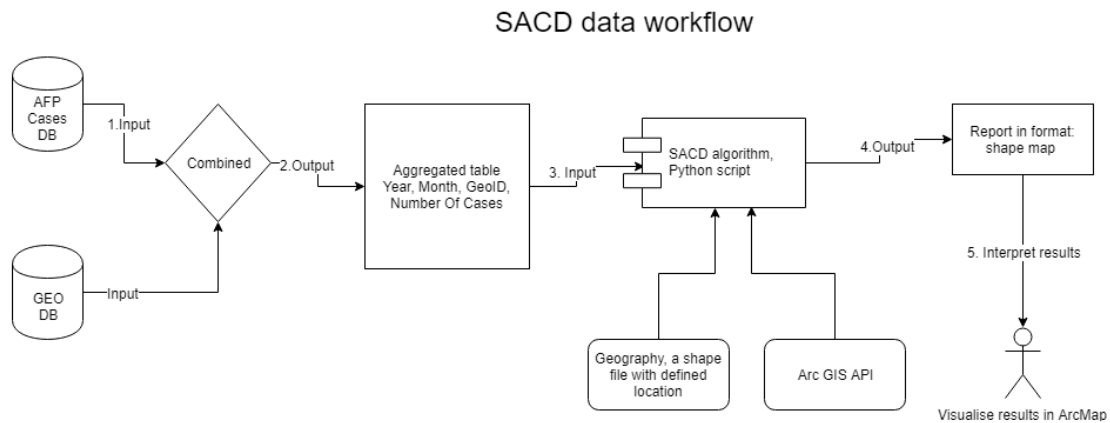 SACD data workflow
AFP
Cases
DB
1.Input
Combined
2.Output
Aggregated table
Year, Month, GeoID,
Number Of Cases
3. Input
SACD algorithm,
Python script
4.Output
Report in format:
shape map
GEO
DB
Input
5. Interpret results
Geography, a shape
file with defined
location
Arc GIS API
Visualise results in ArcMap